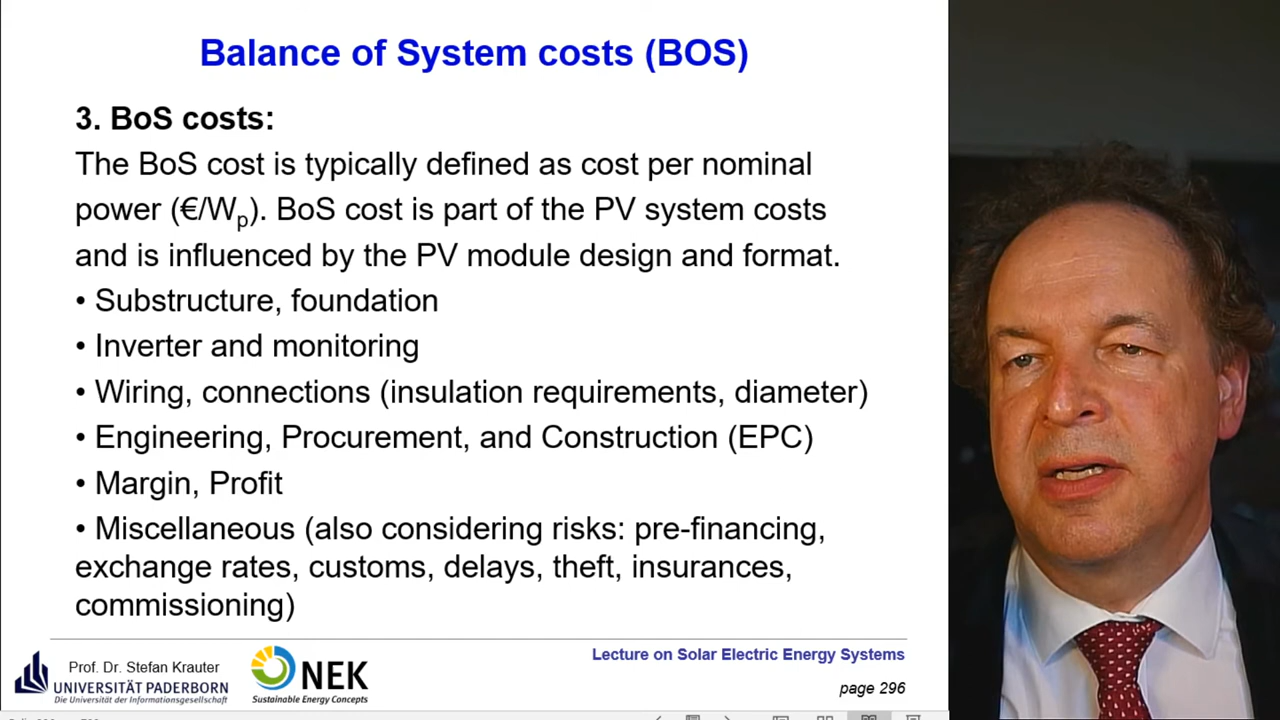 Balance of System costs (BOS)
3. BoS costs:
The BoS cost is typically defined as cost per nominal
power (€/Wp). BoS cost is part of the PV system costs
and is influenced by the PV module design and format.
• Substructure, foundation
• Inverter and monitoring
• Wiring, connections (insulation requirements, diameter)
• Engineering, Procurement, and Construction (EPC)
• Margin, Profit
• Miscellaneous (also considering risks: pre-financing,
exchange rates, customs, delays, theft, insurances,
commissioning)
Prof. Dr. Stefan Krauter
UNIVERSITÄT PADERBORN
Die Universität der Informationsgesellschaft
NEK
Sustainable Energy Concepts
Lecture on Solar Electric Energy Systems
page 296